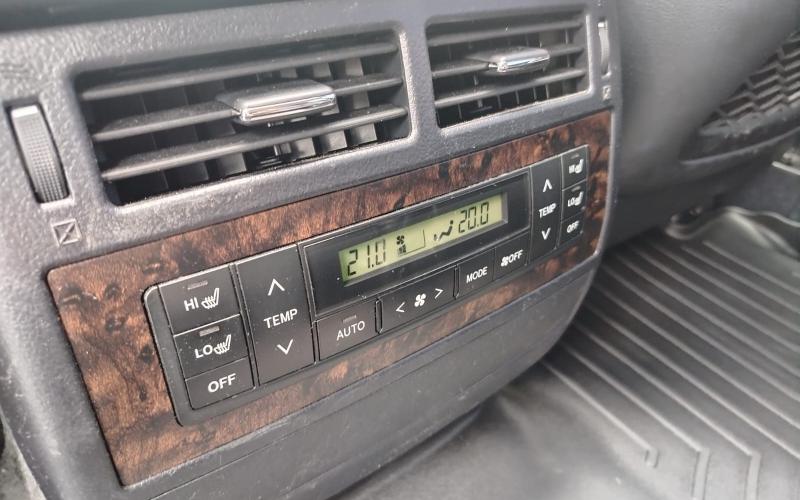 21.0 20.0
HI
LO
OFF
TEMP
AUTO
MODE
OFF
TEMP
HI
LO
OFF